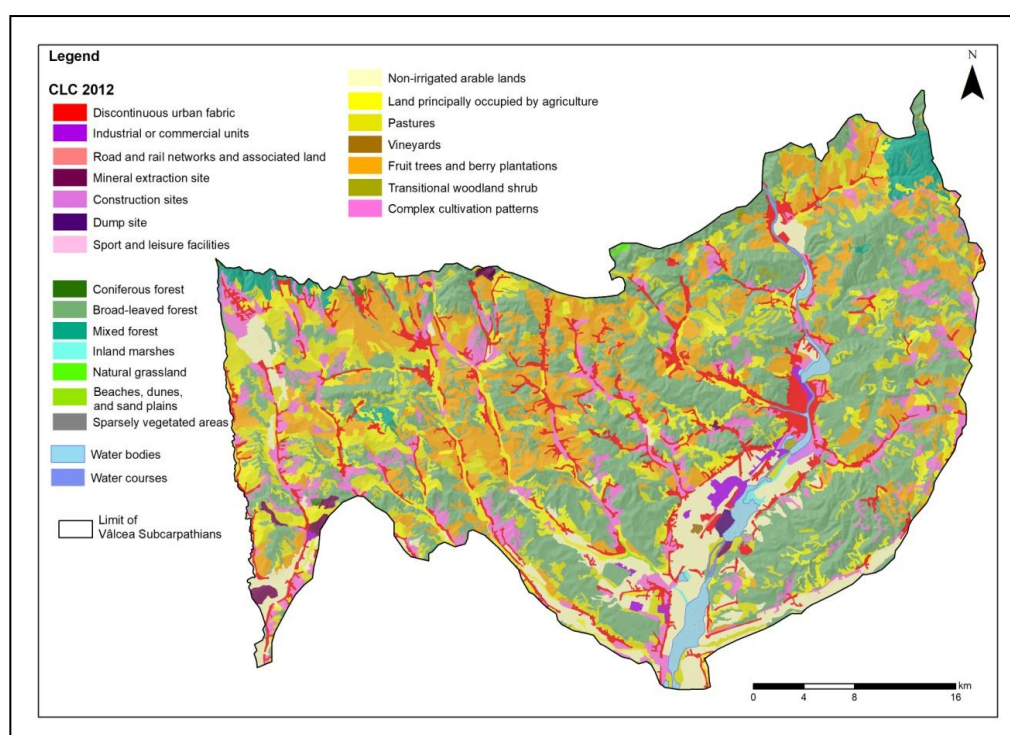 Legend
CLC 2012
Discontinuous urban fabric
Industrial or commercial units
Road and rail networks and associated land
Mineral extraction site
Construction sites
Dump site
Sport and leisure facilities
Coniferous forest
Broad-leaved forest
Mixed forest
Inland marshes
Natural grassland
Beaches, dunes,
and sand plains
Sparsely vegetated areas
Water bodies
Water courses
Limit of
Vâlcea Subcarpathians
Non-irrigated arable lands
Land principally occupied by agriculture
Pastures
Vineyards
Fruit trees and berry plantations
Transitional woodland shrub
Complex cultivation patterns
N
km
0 4 8 16